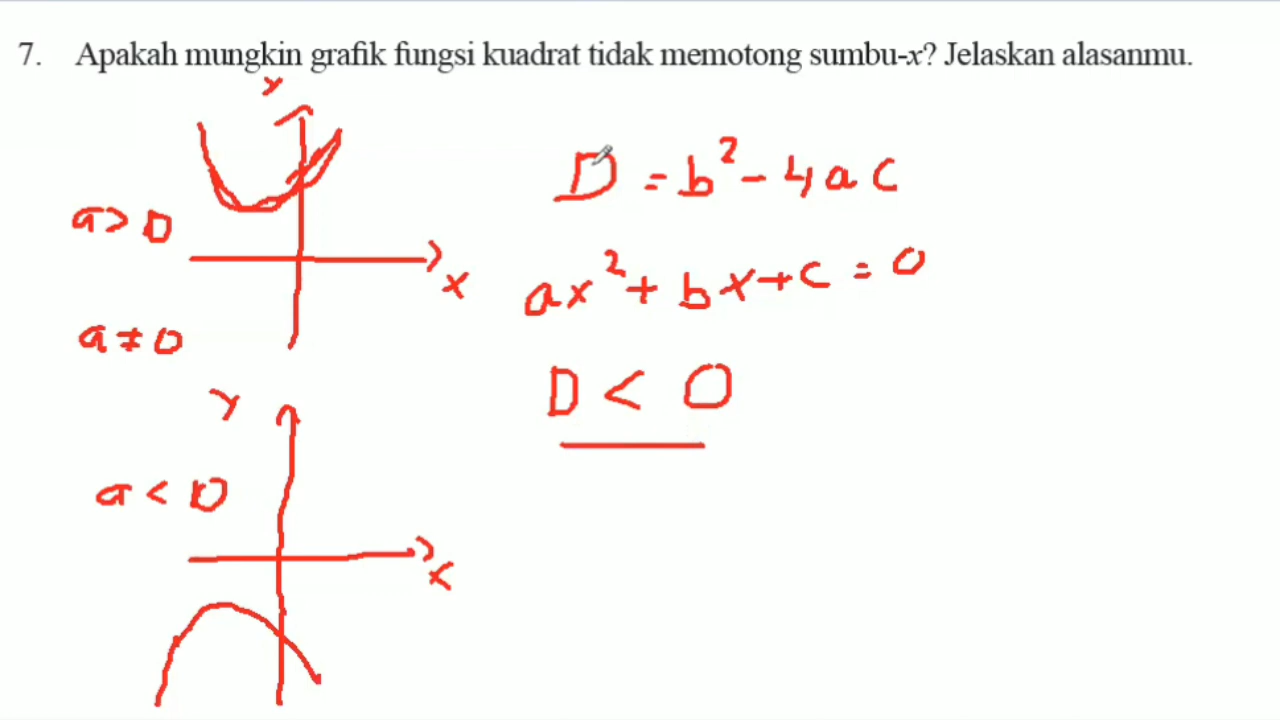 7. Apakah mungkin grafik fungsi kuadrat tidak memotong sumbu-x? Jelaskan alasanmu.
y
D = b² - 4ac
a > 0
x
ax² + bx + c = 0
a ≠ 0
D < 0
y
a < 0
x